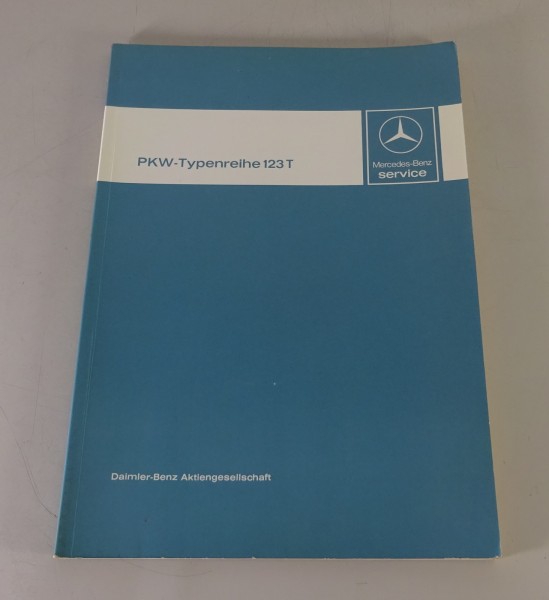 PKW-Typenreihe 123 T
Mercedes-Benz
service
Daimler-Benz Aktiengesellschaft